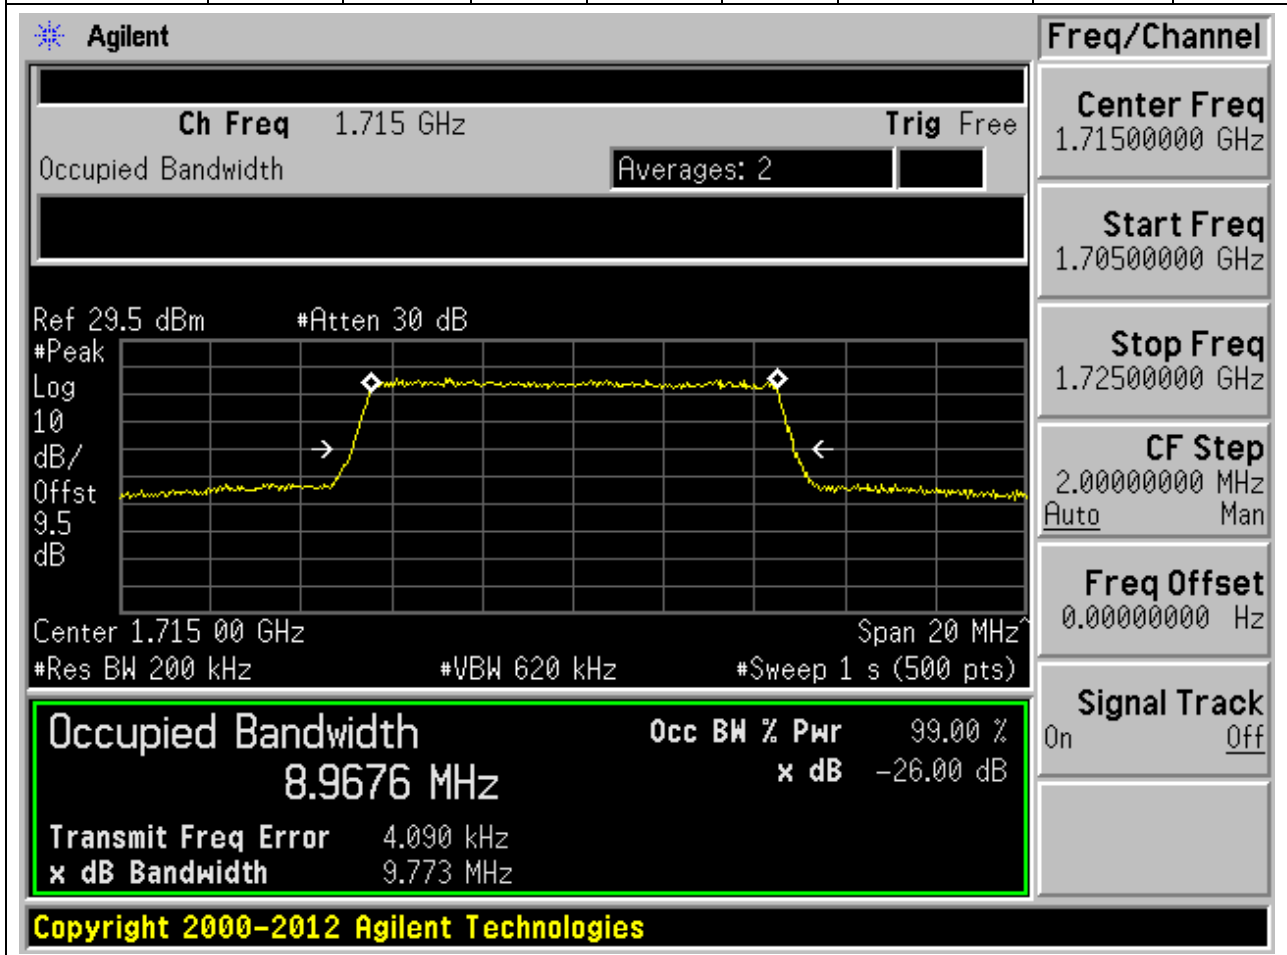 Agilent
Freq/Channel
Ch Freq 1.715 GHz Trig Free
Occupied Bandwidth Averages: 2
Center Freq
1.71500000 GHz
Start Freq
1.70500000 GHz
Stop Freq
1.72500000 GHz
CF Step
2.00000000 MHz
Auto Man
Freq Offset
0.00000000 Hz
Signal Track
On Off
Ref 29.5 dBm #Atten 30 dB
#Peak
Log
10
dB/
Offst
9.5
dB
Center 1.715 00 GHz Span 20 MHz^
#Res BW 200 kHz #VBW 620 kHz #Sweep 1 s (500 pts)
Occupied Bandwidth Occ BW % Pwr 99.00 %
8.9676 MHz x dB -26.00 dB
Transmit Freq Error 4.090 kHz
x dB Bandwidth 9.773 MHz
Copyright 2000-2012 Agilent Technologies